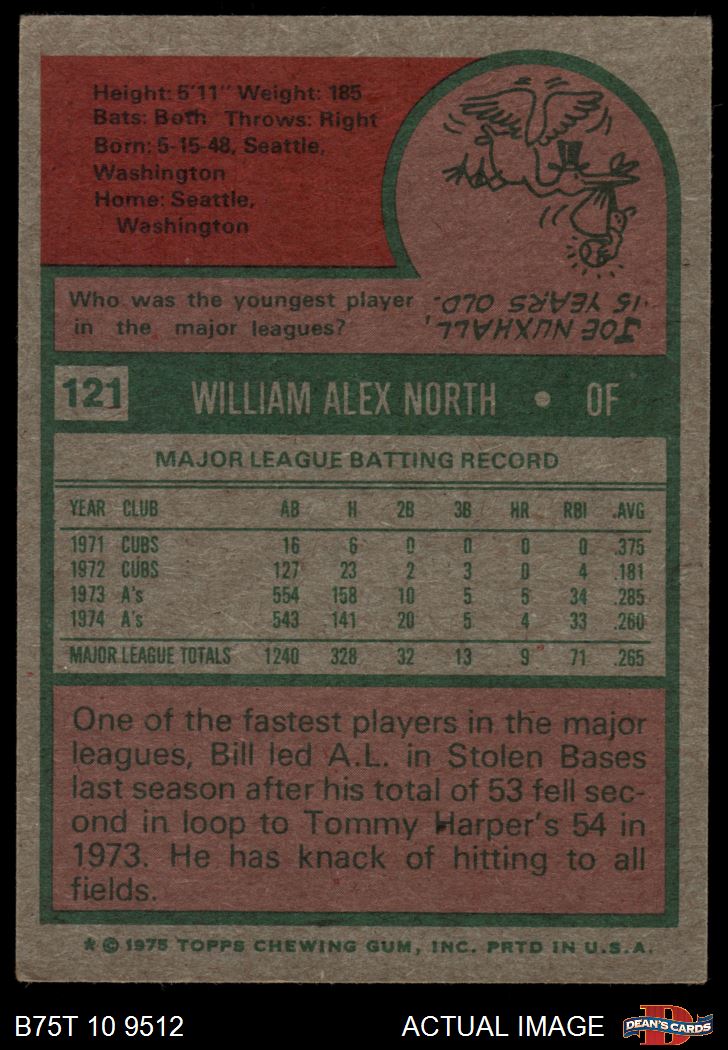 Height: 5'11" Weight: 185
Bats: Both Throws: Right
Born: 5-15-48, Seattle,
Washington
Home: Seattle,
Washington
Who was the youngest player
in the major leagues?
JOE NUXHALL,
15 YEARS OLD.
121 WILLIAM ALEX NORTH • OF
MAJOR LEAGUE BATTING RECORD
YEAR CLUB AB H 2B 3B HR RBI AVG
1971 CUBS 16 6 0 0 0 0 .375
1972 CUBS 127 23 2 3 0 4 .181
1973 A's 554 158 10 5 5 34 .285
1974 A's 543 141 20 5 4 33 .260
MAJOR LEAGUE TOTALS 1240 328 32 13 9 71 .265
One of the fastest players in the major
leagues, Bill led A.L. in Stolen Bases
last season after his total of 53 fell sec-
ond in loop to Tommy Harper's 54 in
1973. He has knack of hitting to all
fields.
* © 1975 TOPPS CHEWING GUM, INC. PRTD IN U.S.A.
B75T 10 9512 ACTUAL IMAGE
D
DEAN'S CARDS